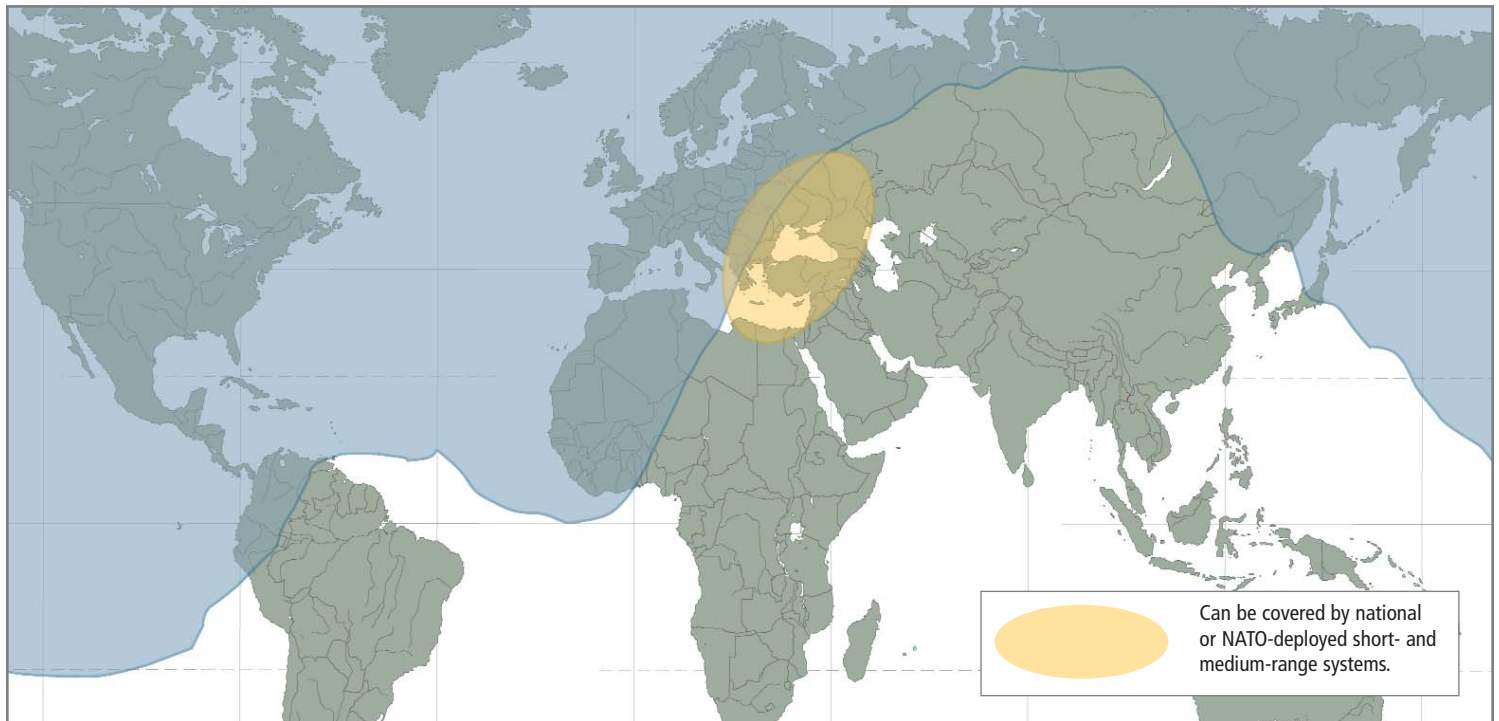 Can be covered by national
or NATO-deployed short- and
medium-range systems.